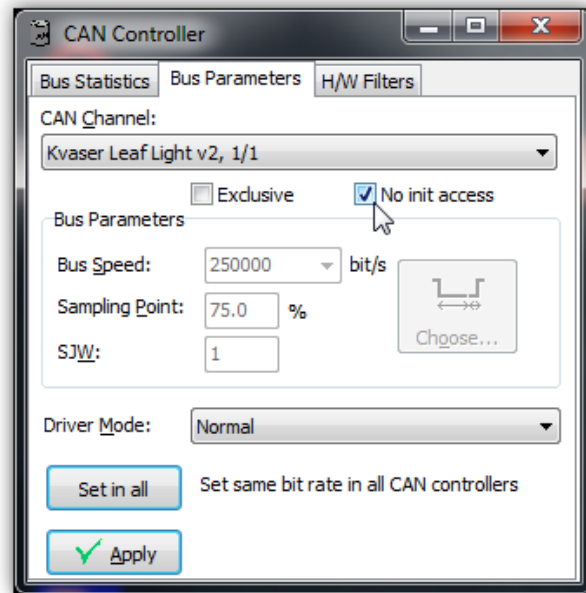 CAN Controller
Bus Statistics Bus Parameters H/W Filters
CAN Channel:
Kvaser Leaf Light v2, 1/1
Exclusive No init access
Bus Parameters
Bus Speed: 250000 bit/s
Sampling Point: 75.0 %
SJW: 1
Choose...
Driver Mode: Normal
Set in all Set same bit rate in all CAN controllers
Apply